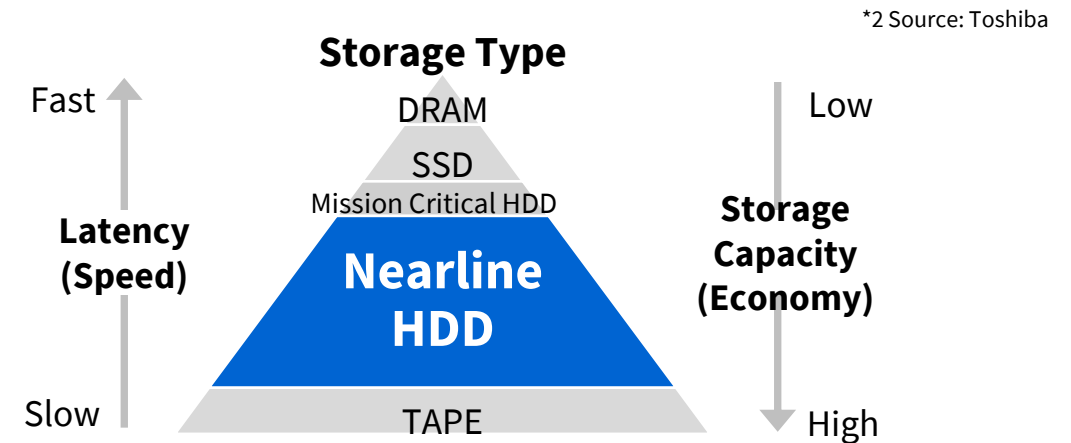 *2 Source: Toshiba
Storage Type
Fast
DRAM
Low
SSD
Mission Critical HDD
Latency
(Speed)
Storage
Capacity
(Economy)
Nearline
HDD
Slow
TAPE
High